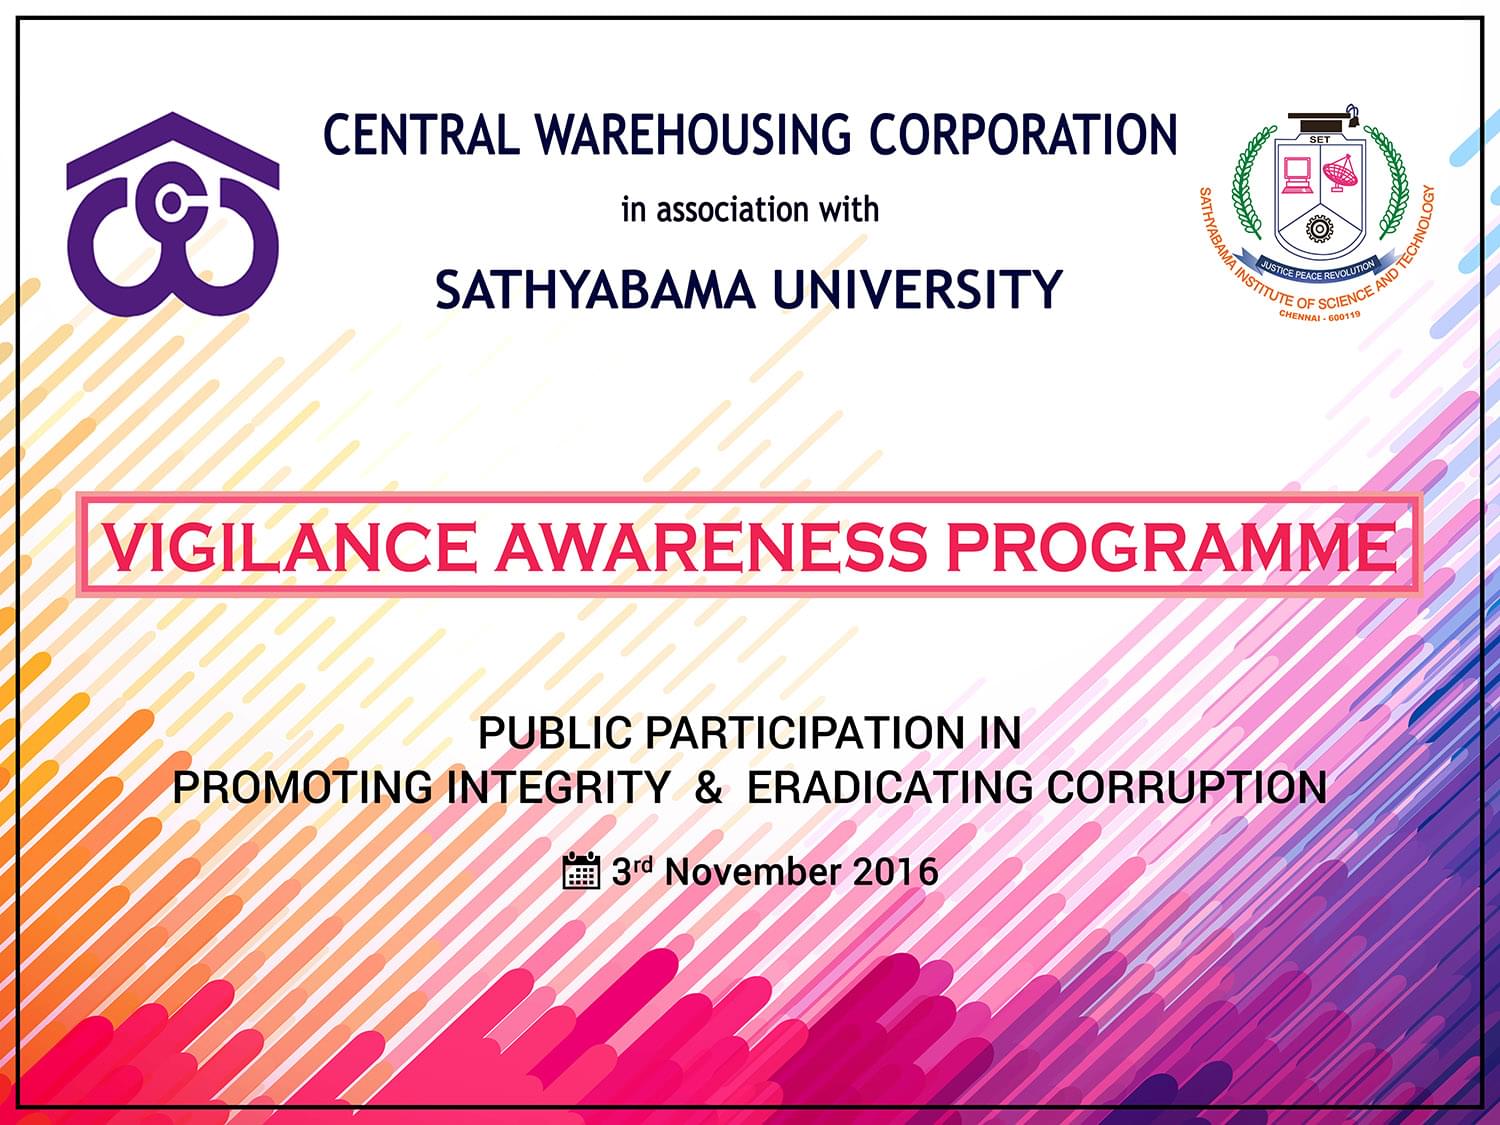 CENTRAL WAREHOUSING CORPORATION
in association with
SATHYABAMA UNIVERSITY
SET
JUSTICE PEACE REVOLUTION
SATHYABAMA INSTITUTE OF SCIENCE AND TECHNOLOGY
CHENNAI - 600119
VIGILANCE AWARENESS PROGRAMME
PUBLIC PARTICIPATION IN
PROMOTING INTEGRITY & ERADICATING CORRUPTION
3rd November 2016